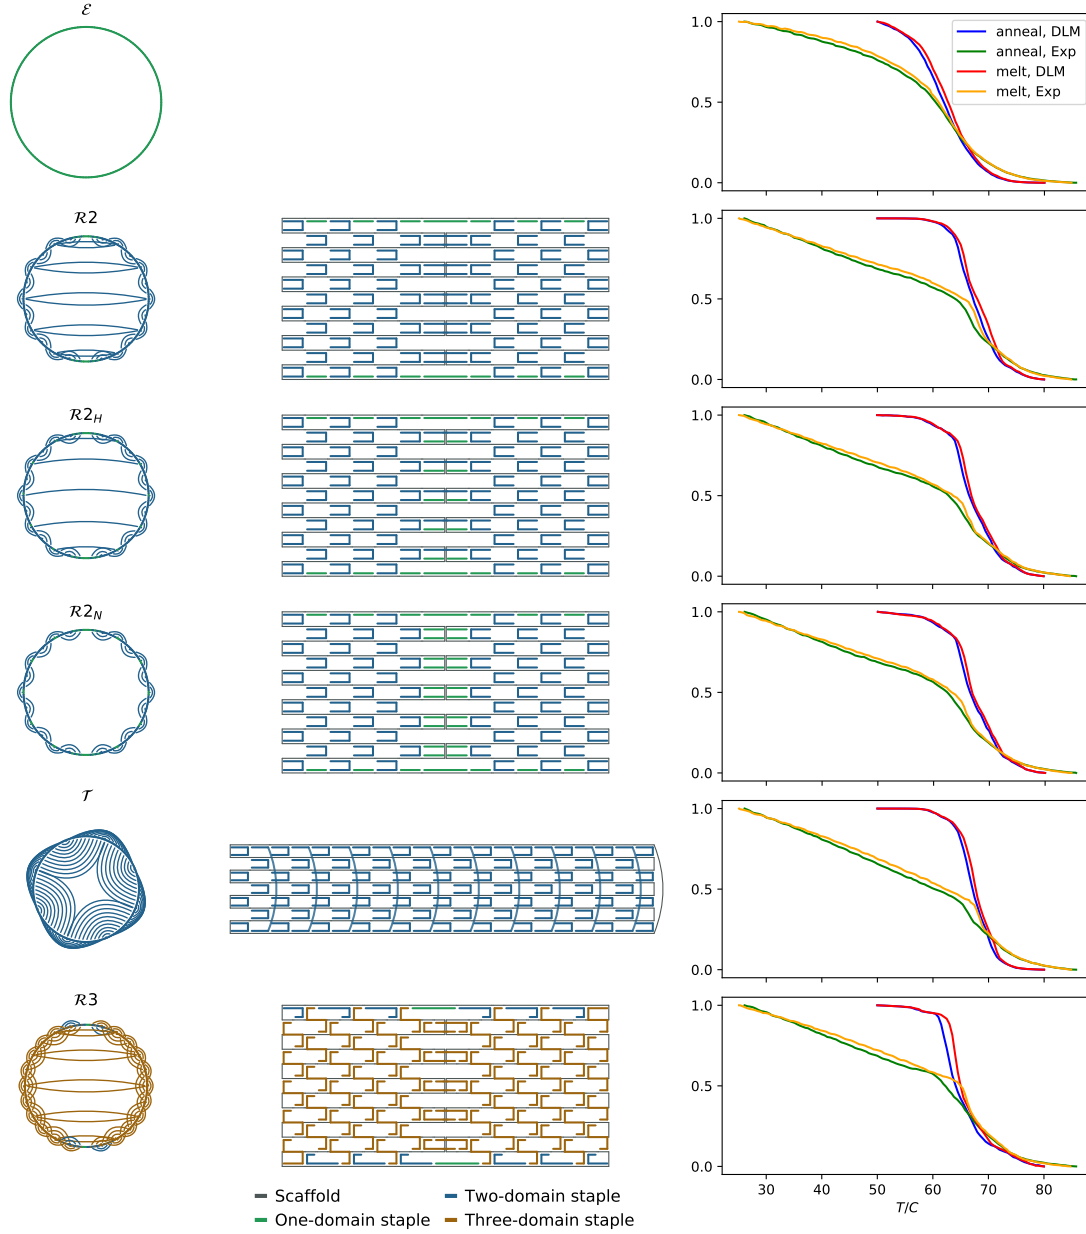 ℰ
1.0
0.5
0.0
anneal, DLM
anneal, Exp
melt, DLM
melt, Exp
ℛ2
1.0
0.5
0.0
ℛ2_H
1.0
0.5
0.0
ℛ2_N
1.0
0.5
0.0
𝒯
1.0
0.5
0.0
ℛ3
1.0
0.5
0.0
30 40 50 60 70 80
T/C
Scaffold
Two-domain staple
One-domain staple
Three-domain staple